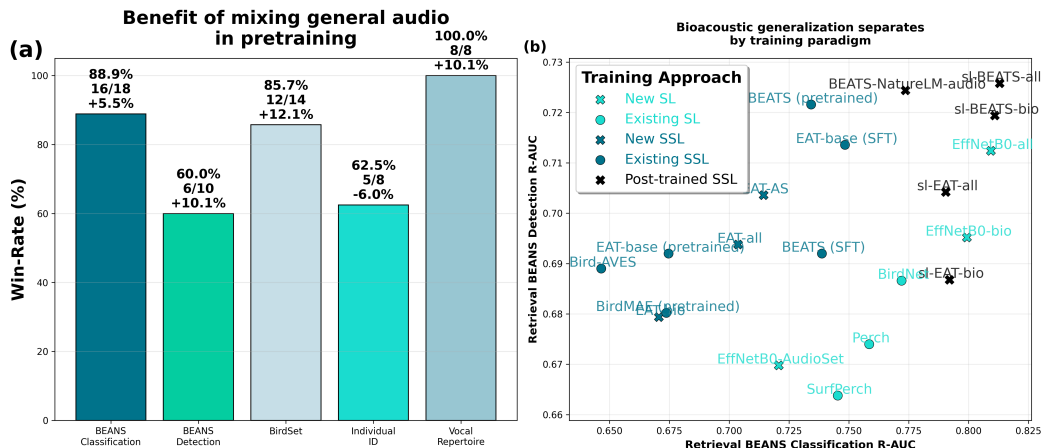 Benefit of mixing general audio
in pretraining
(a)
Win-Rate (%)
100
80
60
40
20
0
88.9%
16/18
+5.5%
60.0%
6/10
+10.1%
85.7%
12/14
+12.1%
62.5%
5/8
-6.0%
100.0%
8/8
+10.1%
BEANS
Classification
BEANS
Detection
BirdSet
Individual
ID
Vocal
Repertoire
Bioacoustic generalization separates
by training paradigm
(b)
Retrieval BEANS Detection R-AUC
0.73
0.72
0.71
0.70
0.69
0.68
0.67
0.66
Training Approach
New SL
Existing SL
New SSL
Existing SSL
Post-trained SSL
sl-BEATS-all
BEATS-NatureLM-audio
BEATS (pretrained)
sl-BEATS-bio
EAT-base (SFT)
EffNetB0-all
sl-EAT-all
EAT-AS
EffNetB0-bio
EAT-all
EAT-base (pretrained)
BEATS (SFT)
Bird-AVES
BirdNet
sl-EAT-bio
BirdMAE (pretrained)
EAT-bio
Perch
EffNetB0-AudioSet
SurfPerch
0.650
0.675
0.700
0.725
0.750
0.775
0.800
0.825
Retrieval BEANS Classification R-AUC